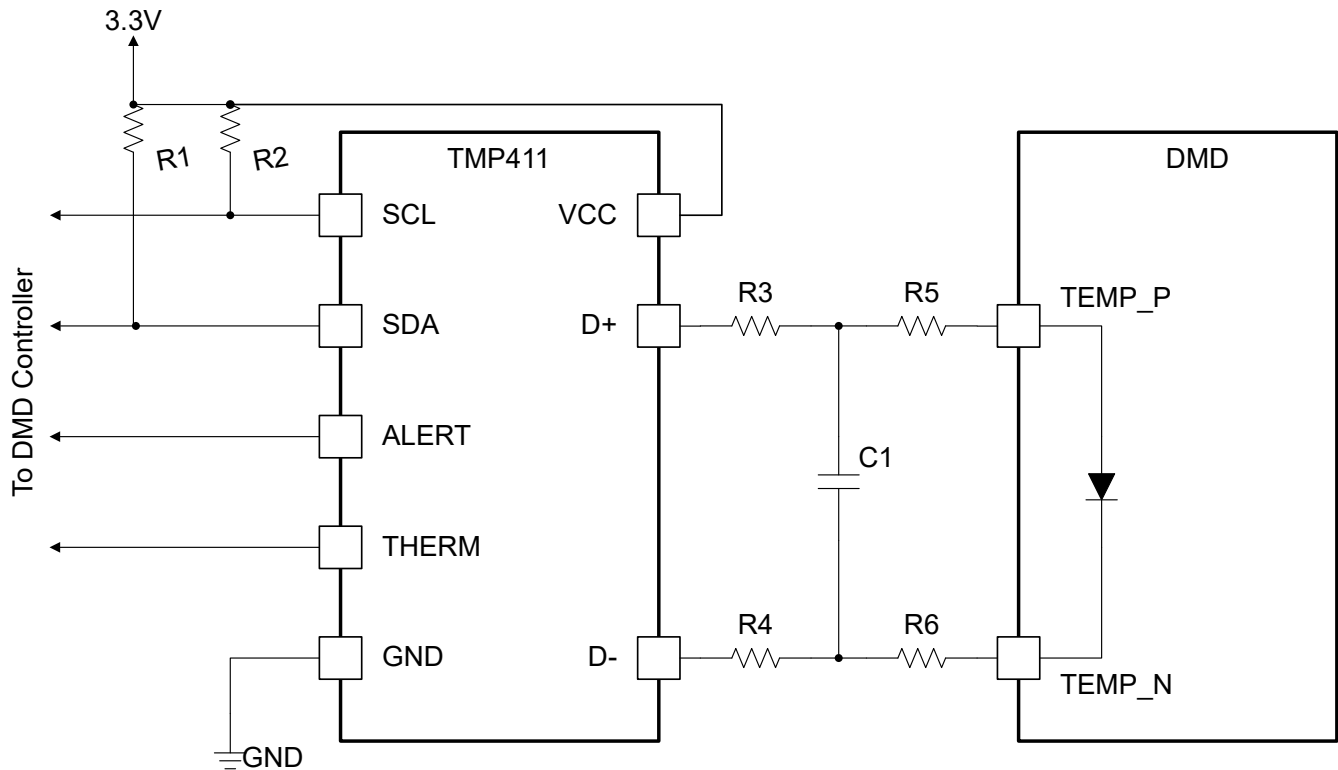 3.3V
R1
R2
TMP411
DMD
SCL
VCC
To DMD Controller
R3
R5
TEMP_P
SDA
D+
ALERT
C1
THERM
R4
R6
GND
D-
TEMP_N
GND